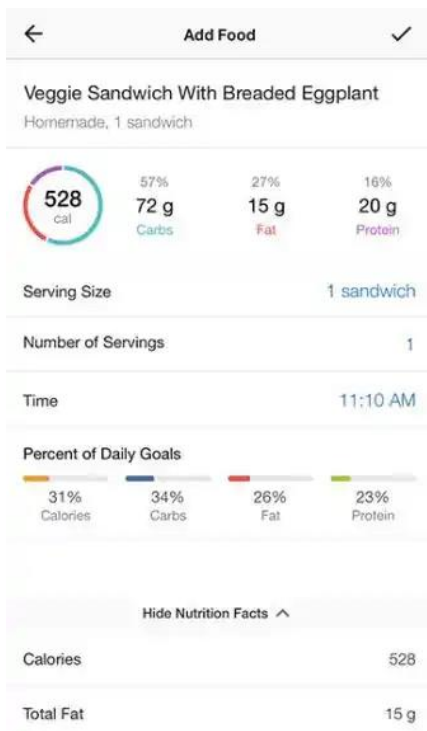 Add Food
Veggie Sandwich With Breaded Eggplant
Homemade, 1 sandwich
528
cal
57% 27% 16%
72 g 15 g 20 g
Carbs Fat Protein
Serving Size 1 sandwich
Number of Servings 1
Time 11:10 AM
Percent of Daily Goals
31% 34% 26% 23%
Calories Carbs Fat Protein
Hide Nutrition Facts
Calories 528
Total Fat 15 g